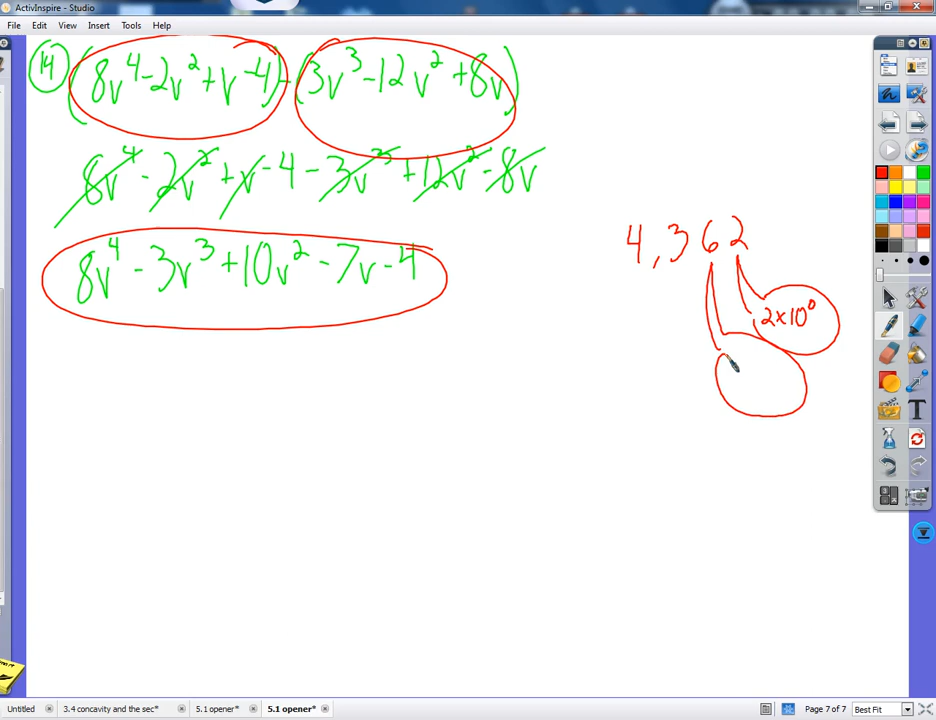 ActivInspire - Studio
File Edit View Insert Tools Help
14 (8v⁴-2v²+v-4)-(3v³-12v²+8v)
8v⁴-2v²+v-4-3v³+12v²-8v
8v⁴-3v³+10v²-7v-4
4,362
2×10⁰
Untitled 3.4 concavity and the sec* 5.1 opener* 5.1 opener* Page 7 of 7 Best Fit